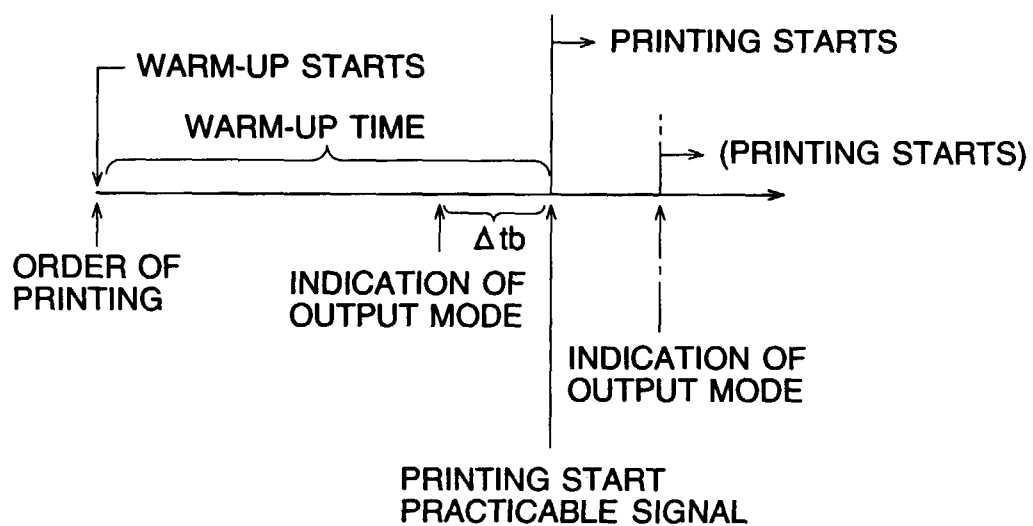 PRINTING STARTS
WARM-UP STARTS
WARM-UP TIME
(PRINTING STARTS)
Δtb
ORDER OF
PRINTING
INDICATION OF
OUTPUT MODE
INDICATION OF
OUTPUT MODE
PRINTING START
PRACTICABLE SIGNAL